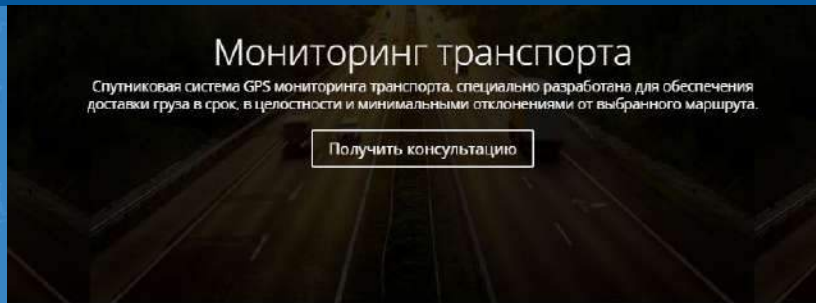 Мониторинг транспорта
Спутниковая система GPS мониторинга транспорта, специально разработана для обеспечения
доставки груза в срок, в целостности и минимальными отклонениями от выбранного маршрута.
Получить консультацию